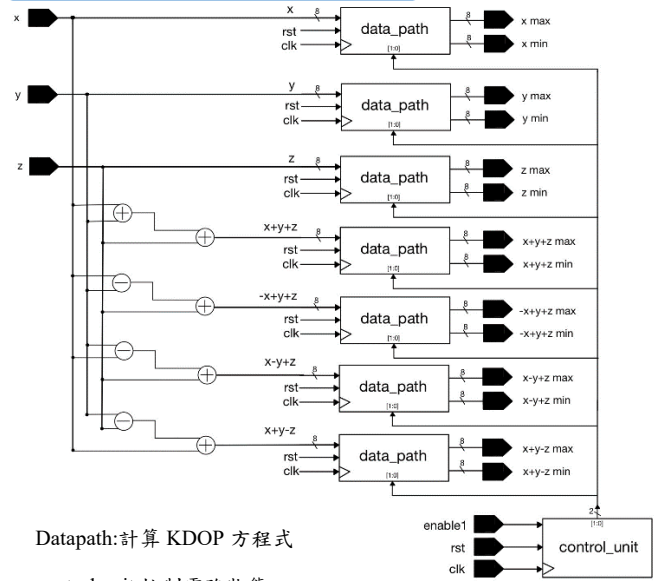 x
x
8
rst
clk
data_path
[1:0]
8
x max
8
x min
y
y
8
rst
clk
data_path
[1:0]
8
y max
8
y min
z
z
8
rst
clk
data_path
[1:0]
8
z max
8
z min
+
+
x+y+z
8
rst
clk
data_path
[1:0]
8
x+y+z max
8
x+y+z min
−
+
-x+y+z
8
rst
clk
data_path
[1:0]
8
-x+y+z max
8
-x+y+z min
−
+
x-y+z
8
rst
clk
data_path
[1:0]
8
x-y+z max
8
x-y+z min
−
+
x+y-z
8
rst
clk
data_path
[1:0]
8
x+y-z max
8
x+y-z min
Datapath:計算 KDOP 方程式
2
[1:0]
enable1
rst
clk
control_unit